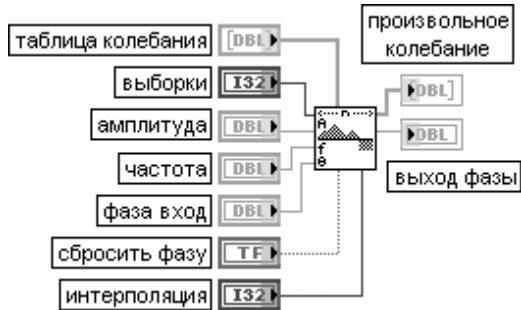 произвольное
колебание
таблица колебания [DBL]
выборки I32
DBL]
амплитуда DBL
A
n
DBL
частота DBL
f
θ
выход фазы
фаза вход DBL
сбросить фазу TF
интерполяция I32